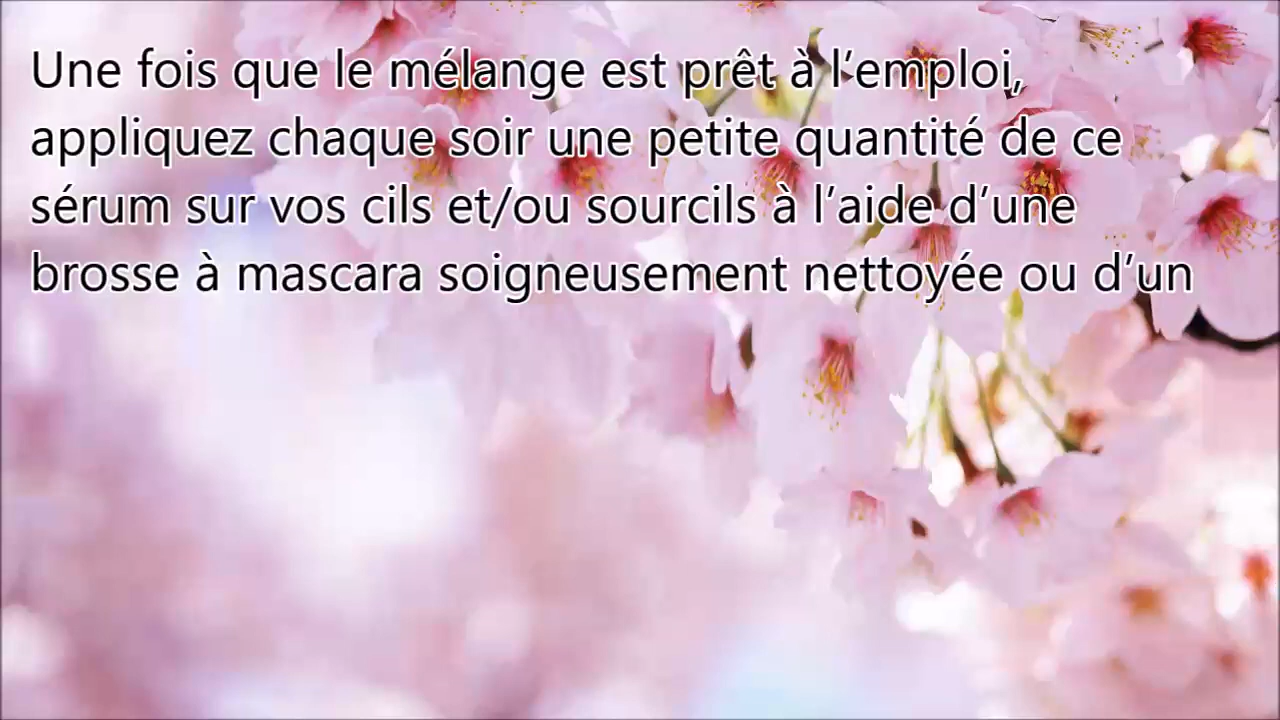 Une fois que le mélange est prêt à l’emploi,
appliquez chaque soir une petite quantité de ce
sérum sur vos cils et/ou sourcils à l’aide d’une
brosse à mascara soigneusement nettoyée ou d’un